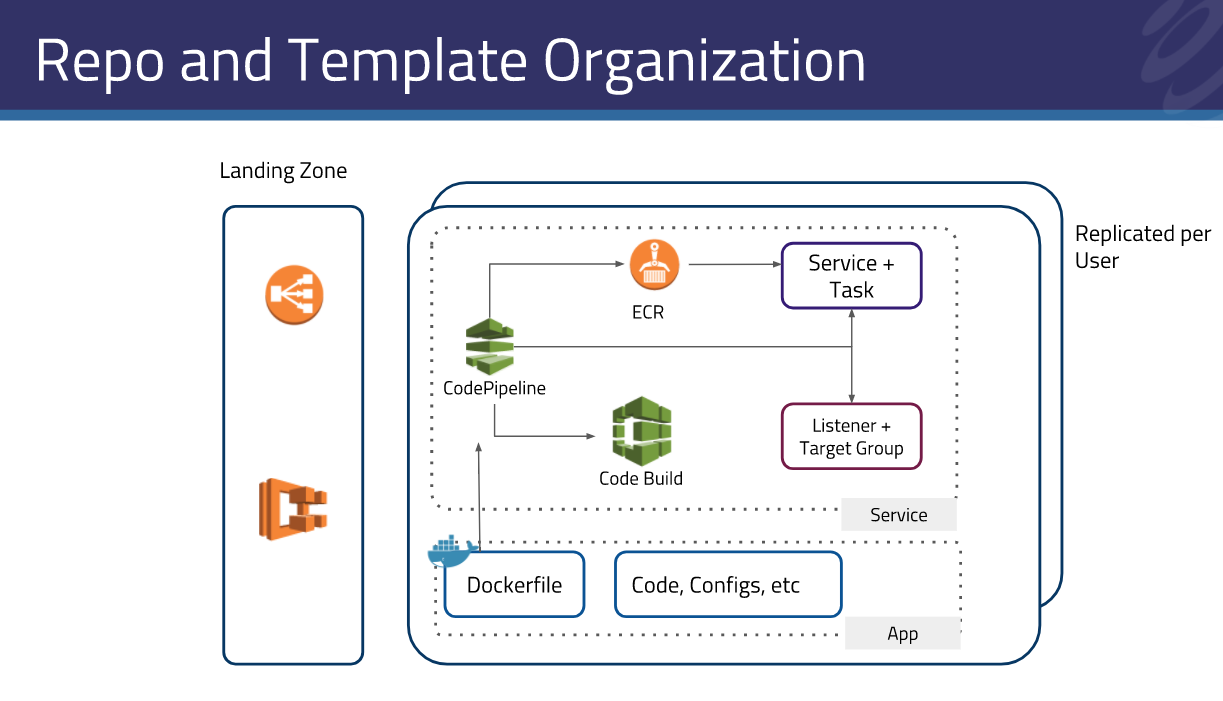 Repo and Template Organization
Landing Zone
Replicated per
User
ECR
Service +
Task
CodePipeline
Listener +
Target Group
Code Build
Service
Dockerfile
Code, Configs, etc
App